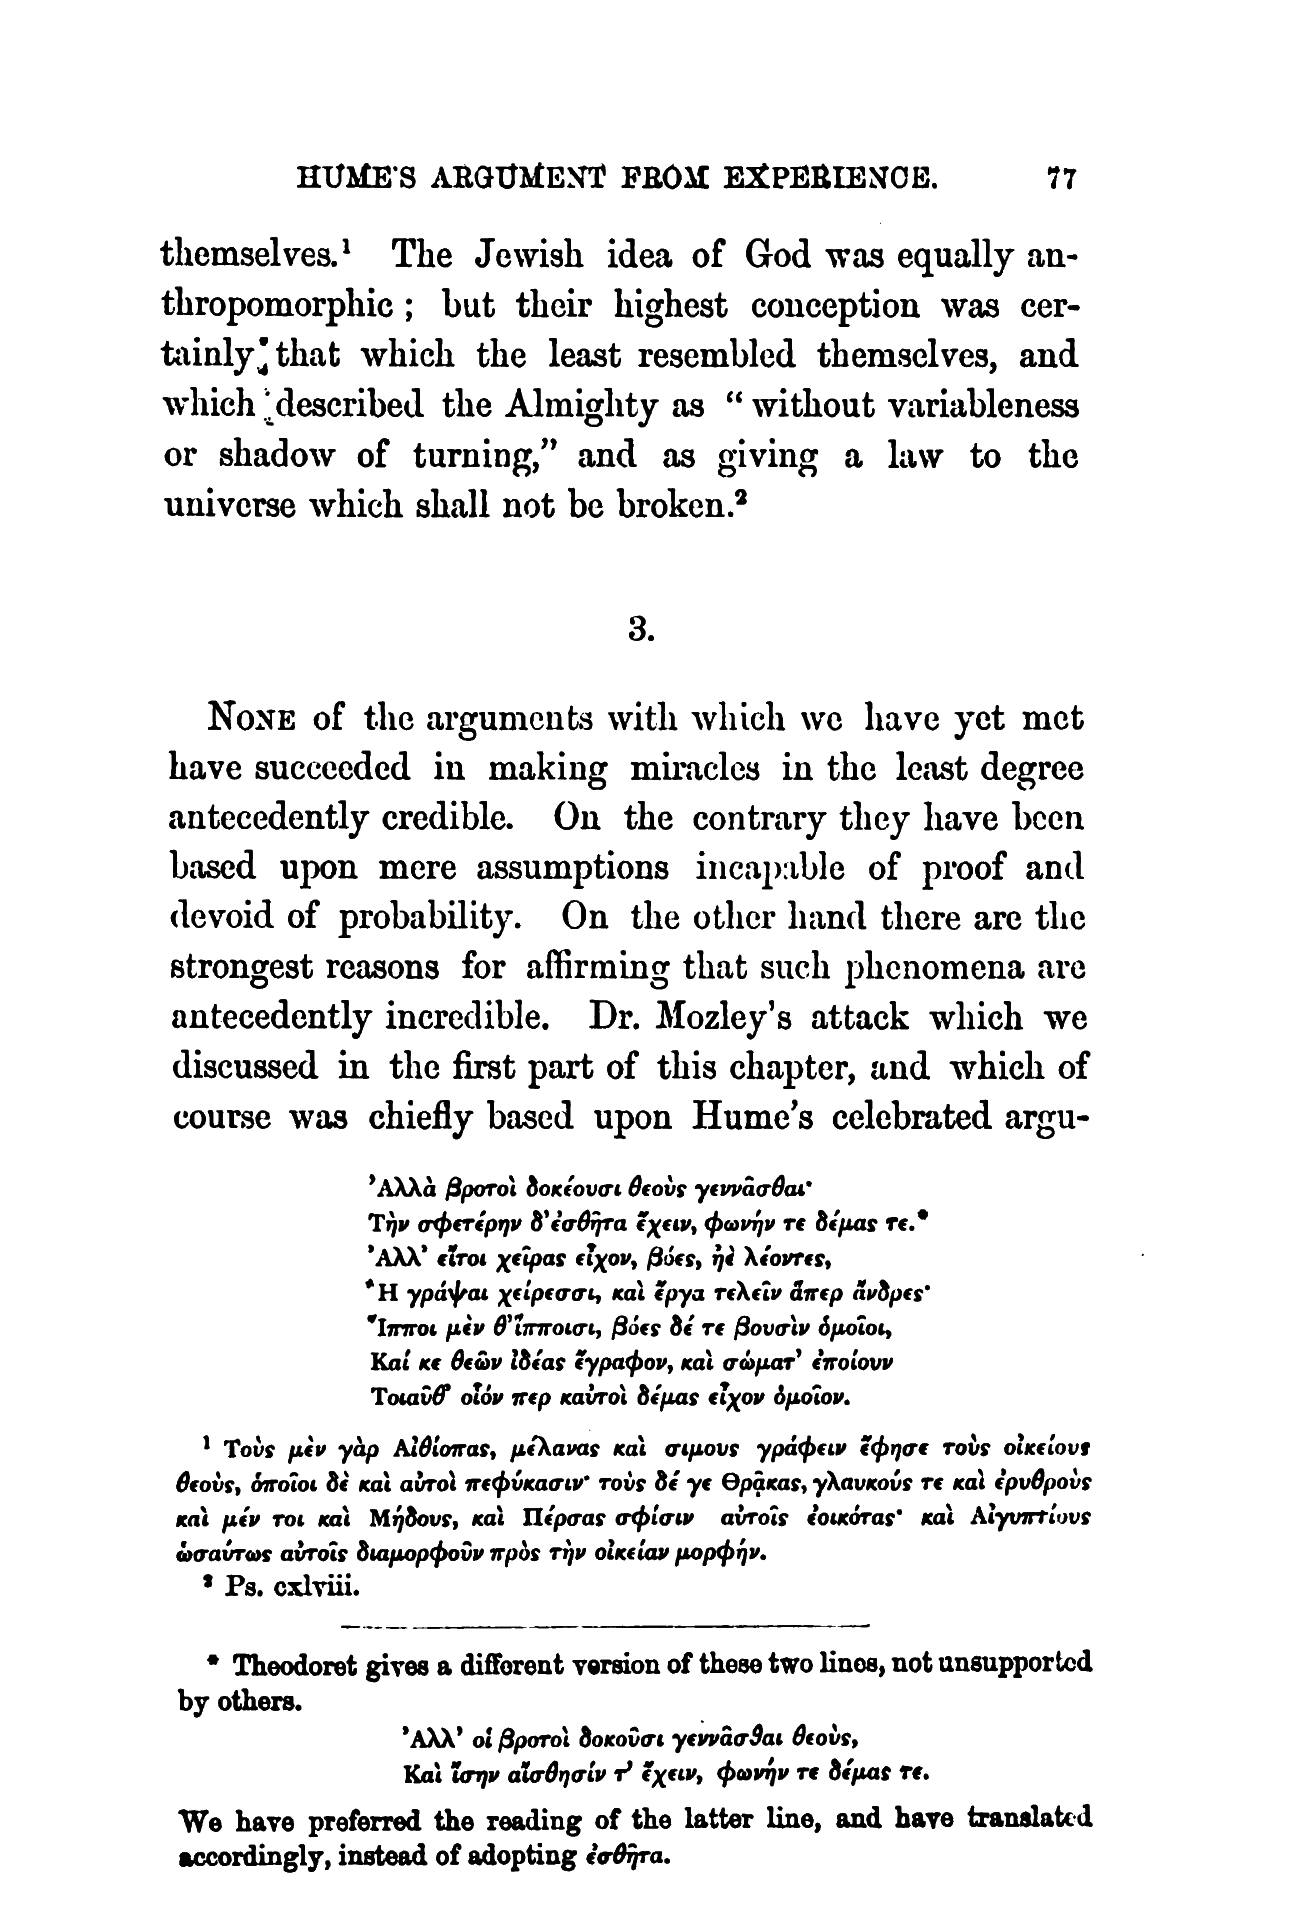 HUME'S ARGUMENT FROM EXPERIENCE. 77
themselves.¹ The Jewish idea of God was equally an-
thropomorphic ; but their highest conception was cer-
tainly that which the least resembled themselves, and
which described the Almighty as “ without variableness
or shadow of turning,” and as giving a law to the
universe which shall not be broken.²
3.
NONE of the arguments with which we have yet met
have succeeded in making miracles in the least degree
antecedently credible. On the contrary they have been
based upon mere assumptions incapable of proof and
devoid of probability. On the other hand there are the
strongest reasons for affirming that such phenomena are
antecedently incredible. Dr. Mozley's attack which we
discussed in the first part of this chapter, and which of
course was chiefly based upon Hume's celebrated argu-
Ἀλλὰ βροτοὶ δοκέουσι θεοὺς γεννᾶσθαι·
Τὴν σφετέρην δ'ἐσθῆτα ἔχειν, φωνήν τε δέμας τε.*
Ἀλλ' εἴτοι χεῖρας εἶχον, βόες, ἠὲ λέοντες,
Ἢ γράψαι χείρεσσι, καὶ ἔργα τελεῖν ἅπερ ἄνδρες·
Ἵπποι μὲν θ'ἵπποισι, βόες δέ τε βουσὶν ὁμοῖοι,
Καί κε θεῶν ἰδέας ἔγραφον, καὶ σώματ' ἐποίουν
Τοιαῦθ' οἷόν περ καὐτοὶ δέμας εἶχον ὁμοῖον.
¹ Τοὺς μὲν γὰρ Αἰθίοπας, μέλανας καὶ σιμους γράφειν ἔφησε τοὺς οἰκείους
θεοὺς, ὁποῖοι δὲ καὶ αὐτοὶ πεφύκασιν· τοὺς δέ γε Θρᾷκας, γλαυκούς τε καὶ ἐρυθροὺς
καὶ μέν τοι καὶ Μήδους, καὶ Πέρσας σφίσιν αὐτοῖς ἐοικότας· καὶ Αἰγυπτίους
ὡσαύτως αὐτοῖς διαμορφοῦν πρὸς τὴν οἰκείαν μορφήν.
² Ps. cxlviii.
* Theodoret gives a different version of these two lines, not unsupported
by others.
Ἀλλ' οἱ βροτοὶ δοκοῦσι γεννᾶσθαι θεοὺς,
Καὶ ἴσην αἴσθησίν τ' ἔχειν, φωνήν τε δέμας τε.
We have preferred the reading of the latter line, and have translated
accordingly, instead of adopting ἐσθῆτα.